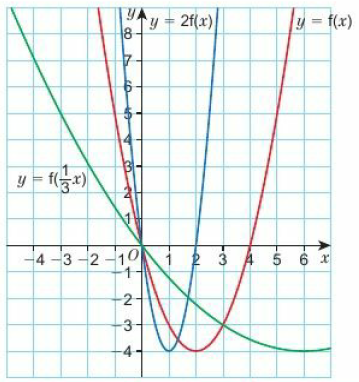 y
y = 2f(x)
y = f(x)
8
7
6
5
4
3
y = f(1/3 x)
2
1
−4 −3 −2 −1 O 1 2 3 4 5 6 x
−1
−2
−3
−4